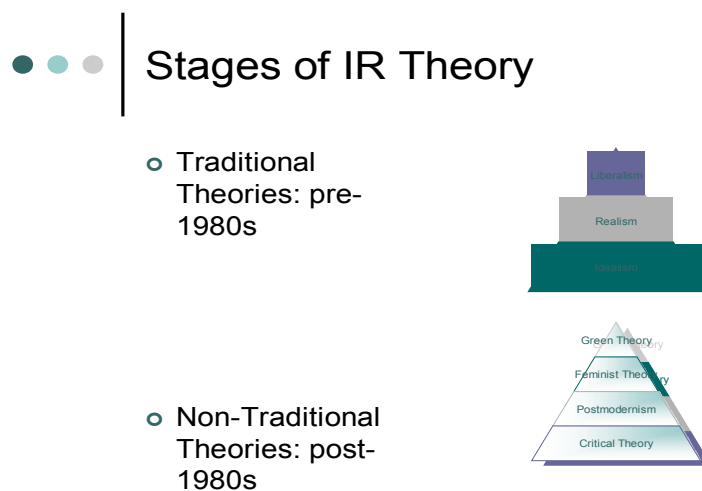 Stages of IR Theory
Traditional
Theories: pre-
1980s
Liberalism
Realism
Idealism
Non-Traditional
Theories: post-
1980s
Green Theory
Feminist Theory
Postmodernism
Critical Theory